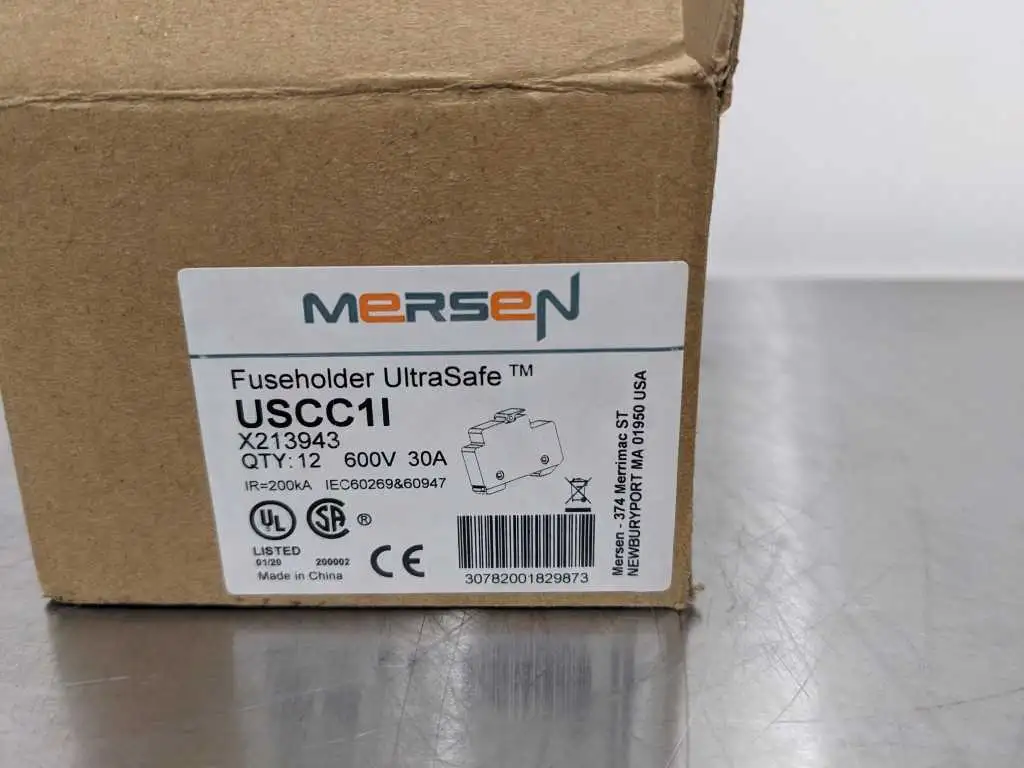 MERSEN
Fuseholder UltraSafe ™
USCC1I
X213943
QTY: 12 600V 30A
IR=200kA IEC60269&60947
UL SA ®
LISTED
01/20 200002
Made in China
CE
30782001829873
Mersen - 374 Merrimac ST
NEWBURYPORT MA 01950 USA